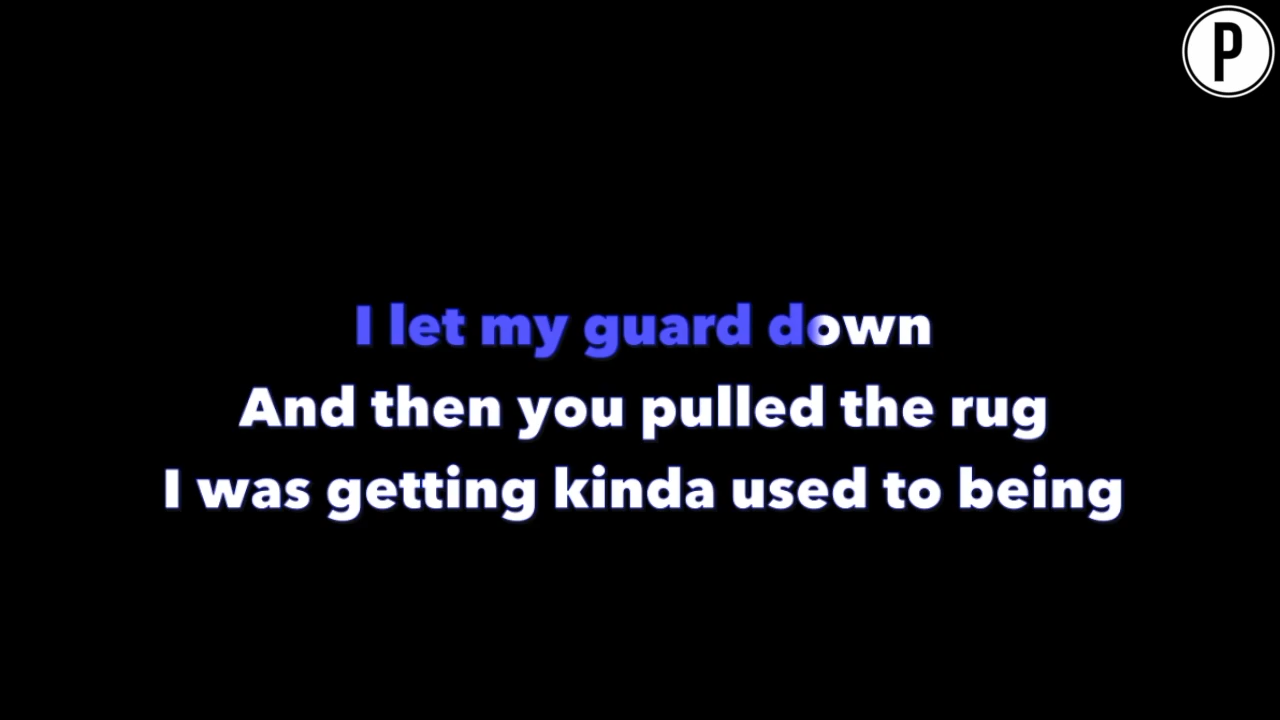 P
I let my guard down
And then you pulled the rug
I was getting kinda used to being